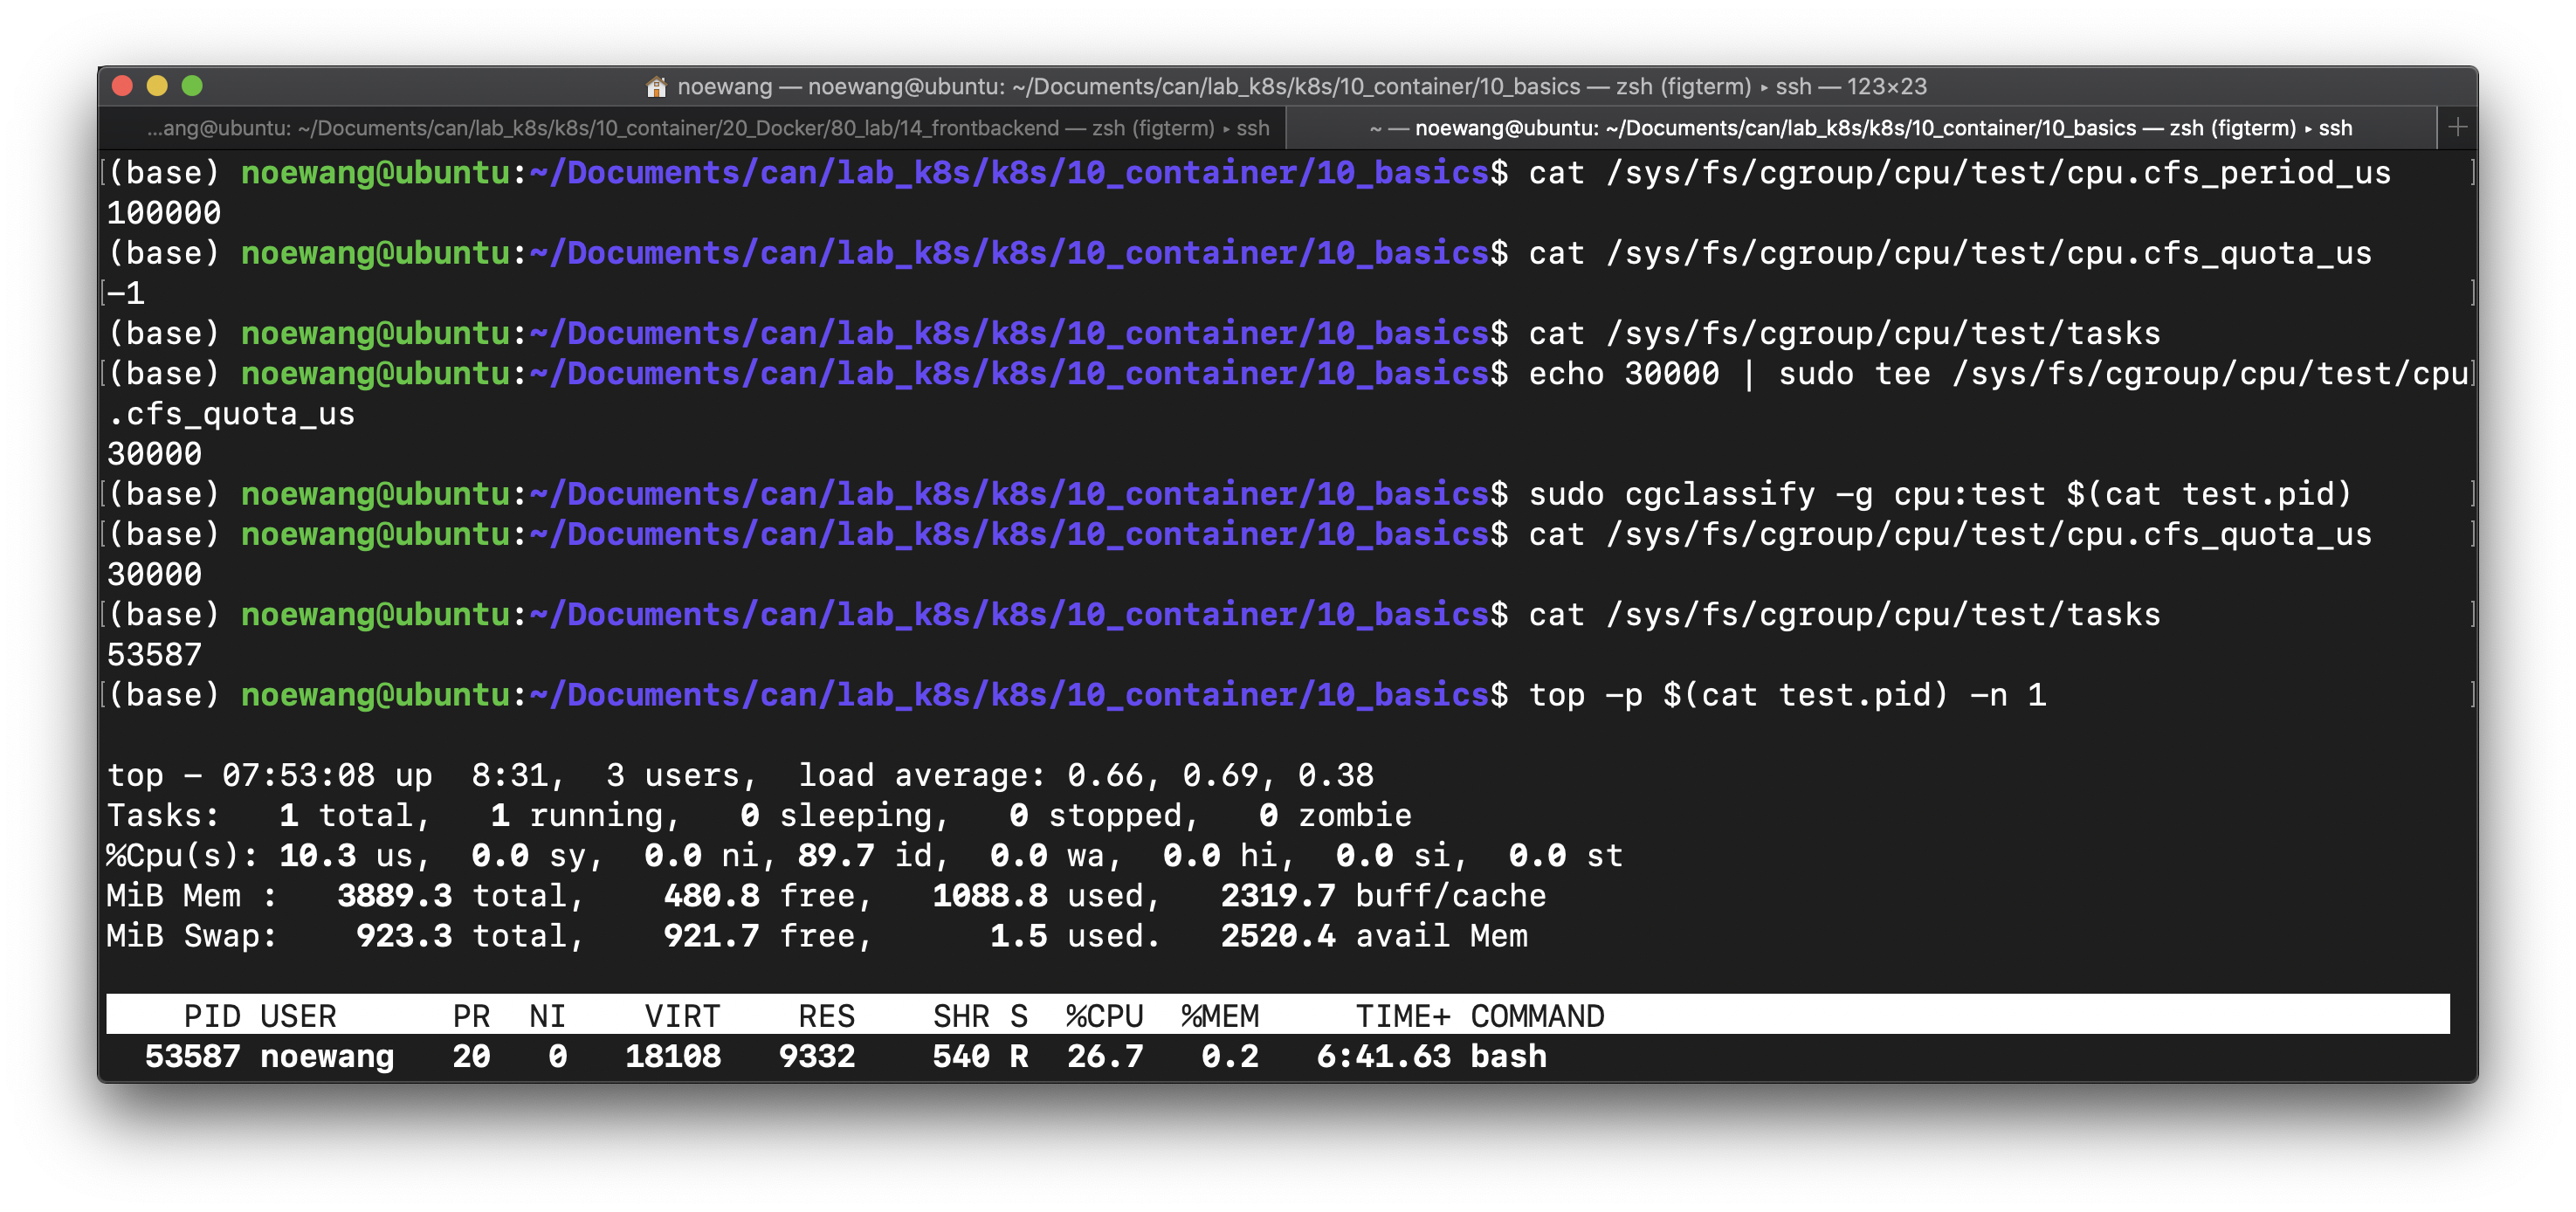 noewang — noewang@ubuntu: ~/Documents/can/lab_k8s/k8s/10_container/10_basics — zsh (figterm) ▸ ssh — 123×23
...ang@ubuntu: ~/Documents/can/lab_k8s/k8s/10_container/20_Docker/80_lab/14_frontbackend — zsh (figterm) ▸ ssh
~ — noewang@ubuntu: ~/Documents/can/lab_k8s/k8s/10_container/10_basics — zsh (figterm) ▸ ssh
(base) noewang@ubuntu:~/Documents/can/lab_k8s/k8s/10_container/10_basics$ cat /sys/fs/cgroup/cpu/test/cpu.cfs_period_us
100000
(base) noewang@ubuntu:~/Documents/can/lab_k8s/k8s/10_container/10_basics$ cat /sys/fs/cgroup/cpu/test/cpu.cfs_quota_us
-1
(base) noewang@ubuntu:~/Documents/can/lab_k8s/k8s/10_container/10_basics$ cat /sys/fs/cgroup/cpu/test/tasks
(base) noewang@ubuntu:~/Documents/can/lab_k8s/k8s/10_container/10_basics$ echo 30000 | sudo tee /sys/fs/cgroup/cpu/test/cpu
.cfs_quota_us
30000
(base) noewang@ubuntu:~/Documents/can/lab_k8s/k8s/10_container/10_basics$ sudo cgclassify -g cpu:test $(cat test.pid)
(base) noewang@ubuntu:~/Documents/can/lab_k8s/k8s/10_container/10_basics$ cat /sys/fs/cgroup/cpu/test/cpu.cfs_quota_us
30000
(base) noewang@ubuntu:~/Documents/can/lab_k8s/k8s/10_container/10_basics$ cat /sys/fs/cgroup/cpu/test/tasks
53587
(base) noewang@ubuntu:~/Documents/can/lab_k8s/k8s/10_container/10_basics$ top -p $(cat test.pid) -n 1
top - 07:53:08 up  8:31,  3 users,  load average: 0.66, 0.69, 0.38
Tasks:   1 total,   1 running,   0 sleeping,   0 stopped,   0 zombie
%Cpu(s): 10.3 us,  0.0 sy,  0.0 ni, 89.7 id,  0.0 wa,  0.0 hi,  0.0 si,  0.0 st
MiB Mem :   3889.3 total,    480.8 free,   1088.8 used,   2319.7 buff/cache
MiB Swap:    923.3 total,    921.7 free,      1.5 used.   2520.4 avail Mem
    PID USER      PR  NI    VIRT    RES    SHR S  %CPU  %MEM     TIME+ COMMAND
  53587 noewang   20   0   18108   9332    540 R  26.7   0.2   6:41.63 bash